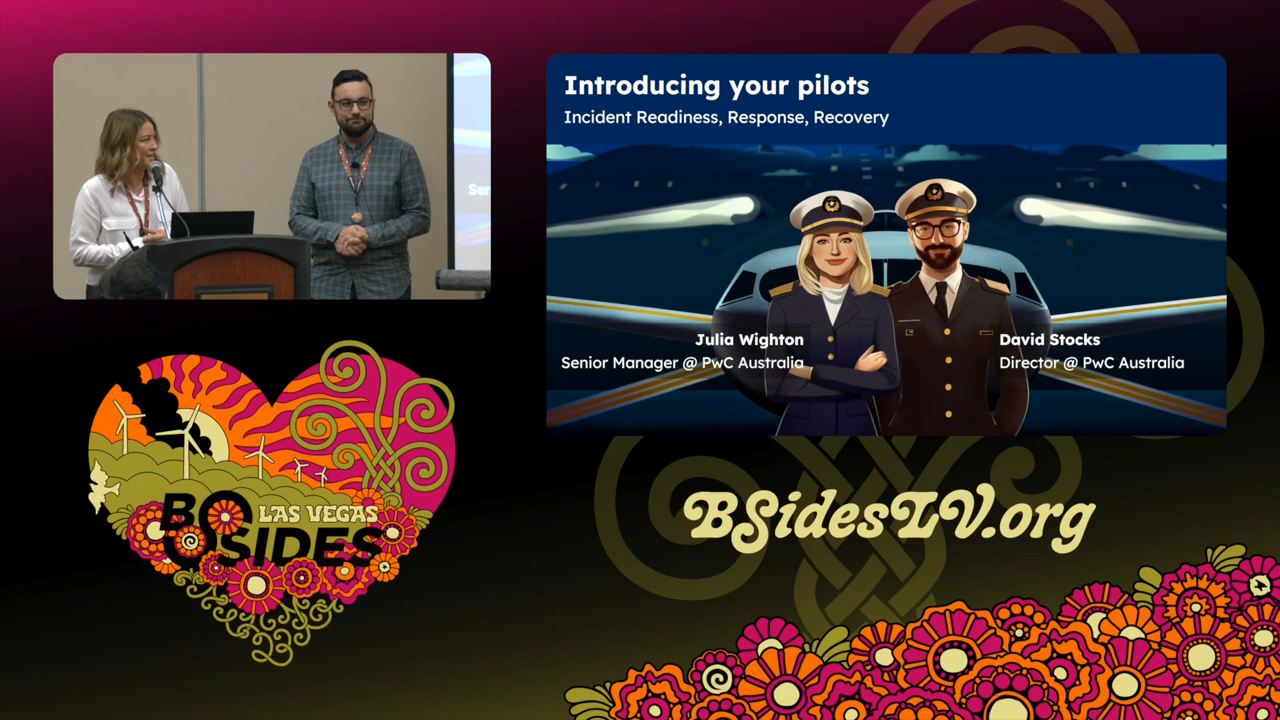 Introducing your pilots
Incident Readiness, Response, Recovery
Ser
Julia Wighton
Senior Manager @ PwC Australia
David Stocks
Director @ PwC Australia
LAS VEGAS
BSIDES
BSidesLV.org